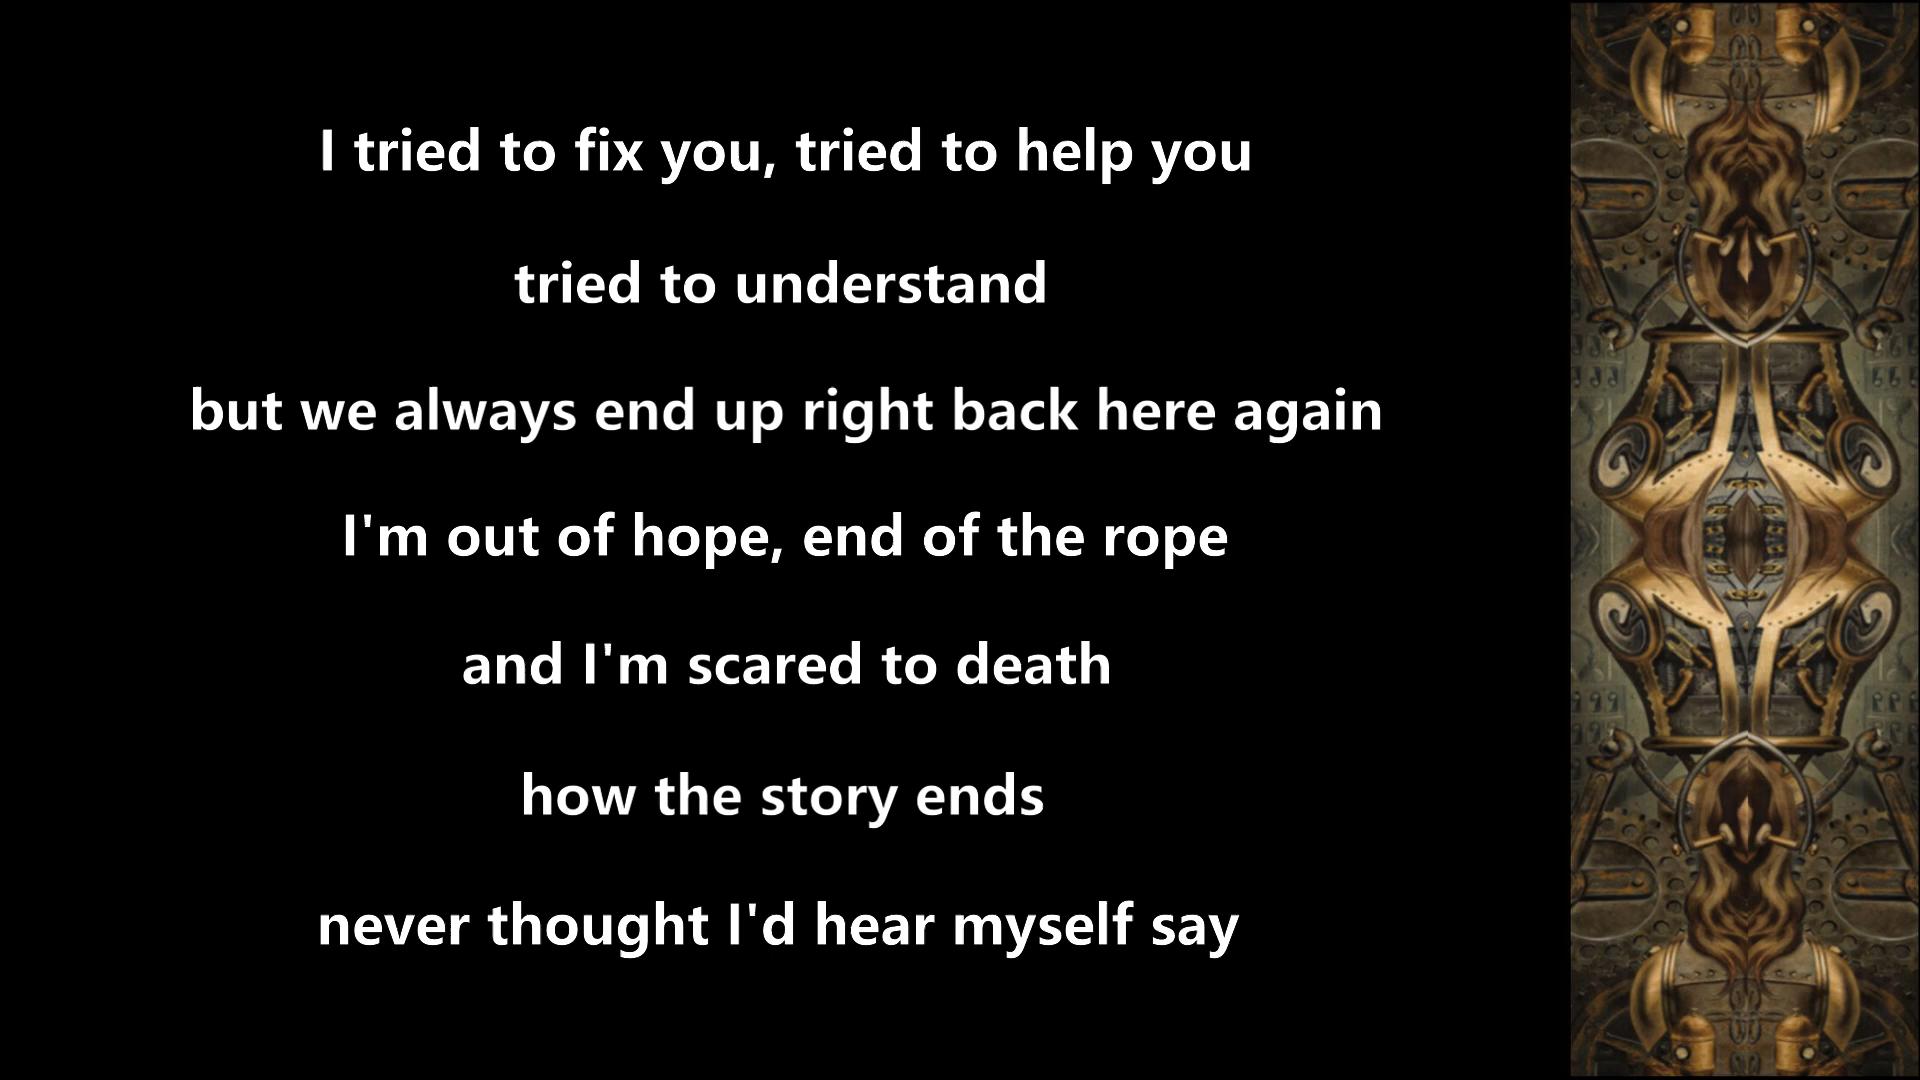 I tried to fix you, tried to help you
tried to understand
but we always end up right back here again
I'm out of hope, end of the rope
and I'm scared to death
how the story ends
never thought I'd hear myself say